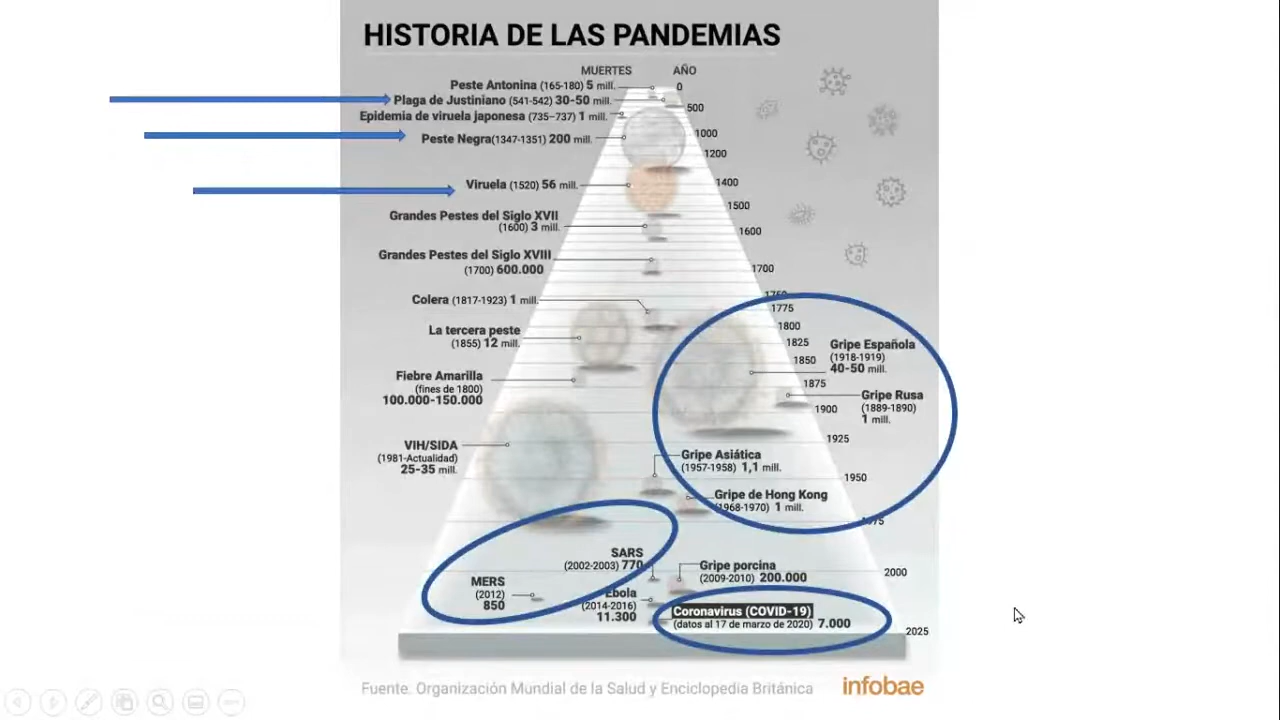 HISTORIA DE LAS PANDEMIAS
MUERTES AÑO
Peste Antonina (165-180) 5 mill.
Plaga de Justiniano (541-542) 30-50 mill.
Epidemia de viruela japonesa (735–737) 1 mill.
Peste Negra(1347-1351) 200 mill.
Viruela (1520) 56 mill.
Grandes Pestes del Siglo XVII
(1600) 3 mill.
Grandes Pestes del Siglo XVIII
(1700) 600.000
Colera (1817-1923) 1 mill.
La tercera peste
(1855) 12 mill.
Fiebre Amarilla
(fines de 1800)
100.000-150.000
VIH/SIDA
(1981-Actualidad)
25-35 mill.
0
500
1000
1200
1400
1500
1600
1700
1750
1775
1800
1825
1850
1875
1900
1925
1950
1975
2000
2025
Gripe Española
(1918-1919)
40-50 mill.
Gripe Rusa
(1889-1890)
1 mill.
Gripe Asiática
(1957-1958) 1,1 mill.
Gripe de Hong Kong
(1968-1970) 1 mill.
SARS
(2002-2003) 770
MERS
(2012)
850
Ebola
(2014-2016)
11.300
Gripe porcina
(2009-2010) 200.000
Coronavirus (COVID-19)
(datos al 17 de marzo de 2020) 7.000
Fuente. Organización Mundial de la Salud y Enciclopedia Británica
infobae